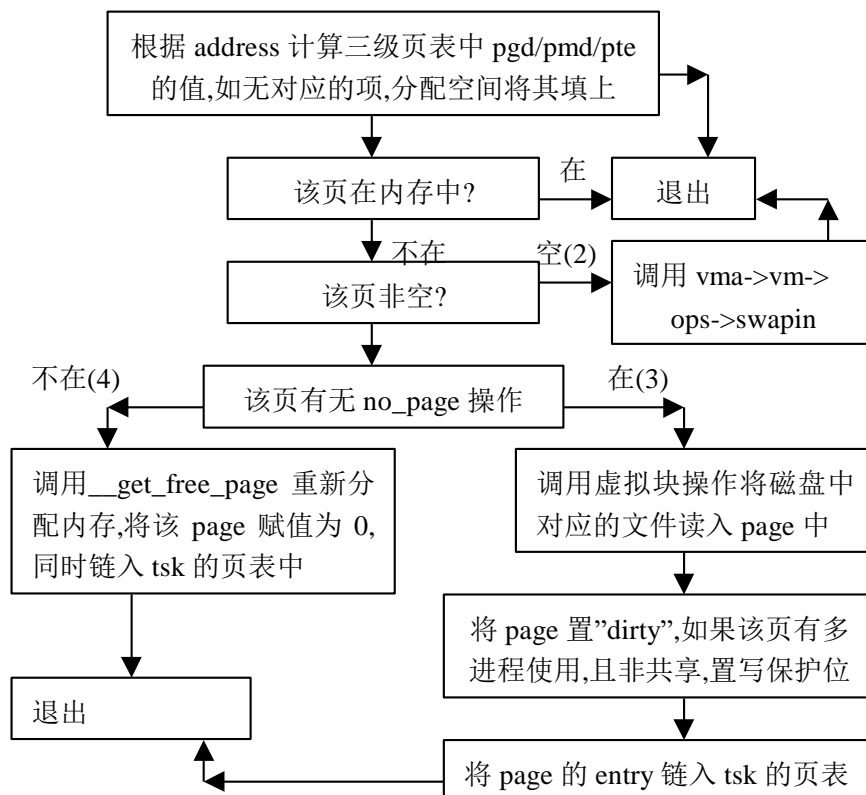 根据 address 计算三级页表中 pgd/pmd/pte
的值,如无对应的项,分配空间将其填上
该页在内存中?
在
退出
不在
空(2)
该页非空?
调用 vma->vm->
ops->swapin
不在(4)
该页有无 no_page 操作
在(3)
调用__get_free_page 重新分
配内存,将该 page 赋值为 0,
同时链入 tsk 的页表中
调用虚拟块操作将磁盘中
对应的文件读入 page 中
将 page 置”dirty”,如果该页有多
进程使用,且非共享,置写保护位
退出
将 page 的 entry 链入 tsk 的页表